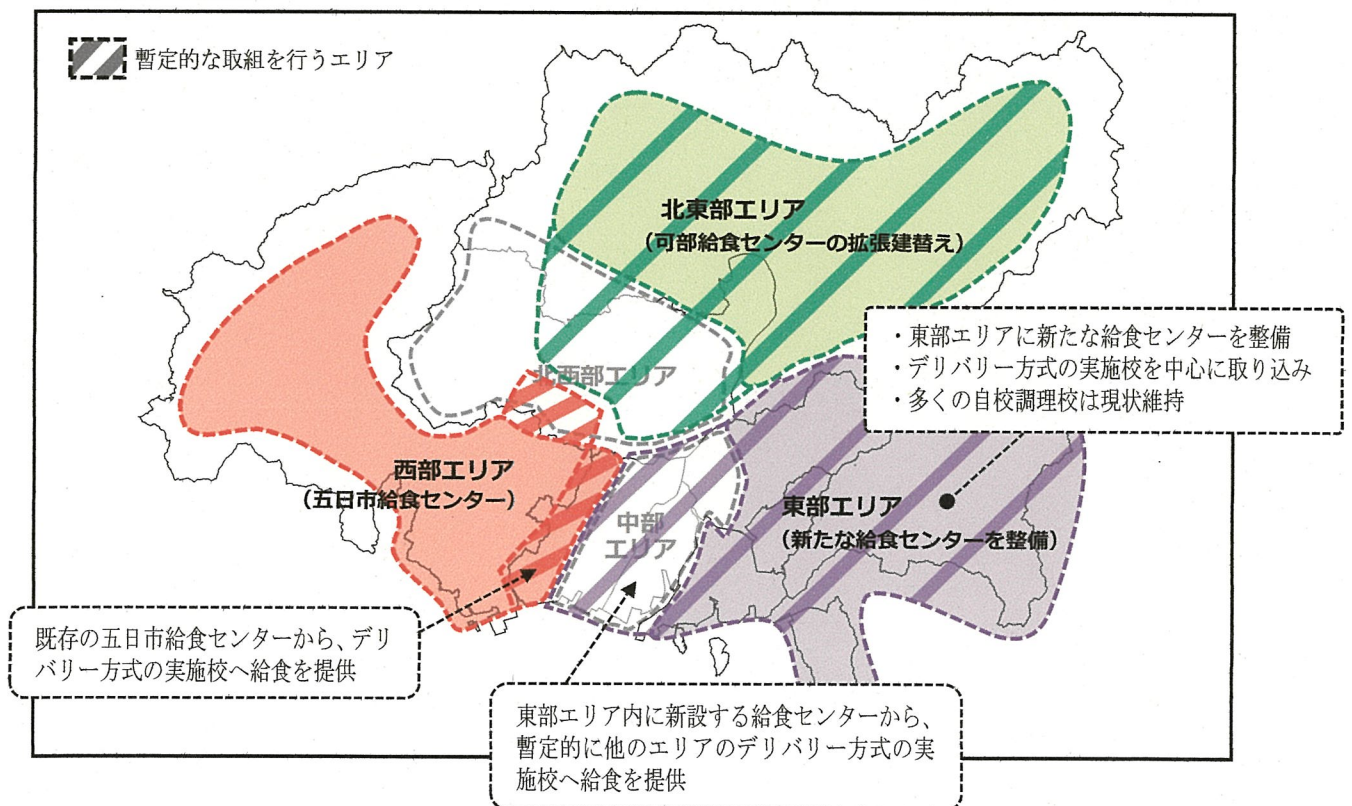 暫定的な取組を行うエリア
北東部エリア
（可部給食センターの拡張建替え）
・東部エリアに新たな給食センターを整備
・デリバリー方式の実施校を中心に取り込み
・多くの自校調理校は現状維持
北西部エリア
西部エリア
（五日市給食センター）
中部
エリア
東部エリア
（新たな給食センターを整備）
既存の五日市給食センターから、デリ
バリー方式の実施校へ給食を提供
東部エリア内に新設する給食センターから、
暫定的に他のエリアのデリバリー方式の実
施校へ給食を提供